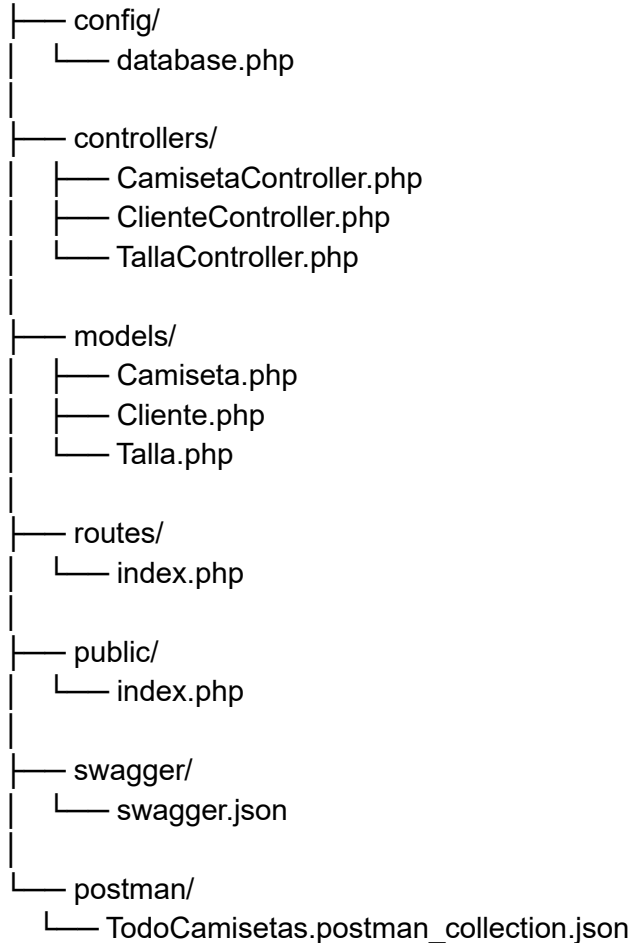 ├── config/
│   └── database.php
│
├── controllers/
│   ├── CamisetaController.php
│   ├── ClienteController.php
│   └── TallaController.php
│
├── models/
│   ├── Camiseta.php
│   ├── Cliente.php
│   └── Talla.php
│
├── routes/
│   └── index.php
│
├── public/
│   └── index.php
│
├── swagger/
│   └── swagger.json
│
└── postman/
    └── TodoCamisetas.postman_collection.json